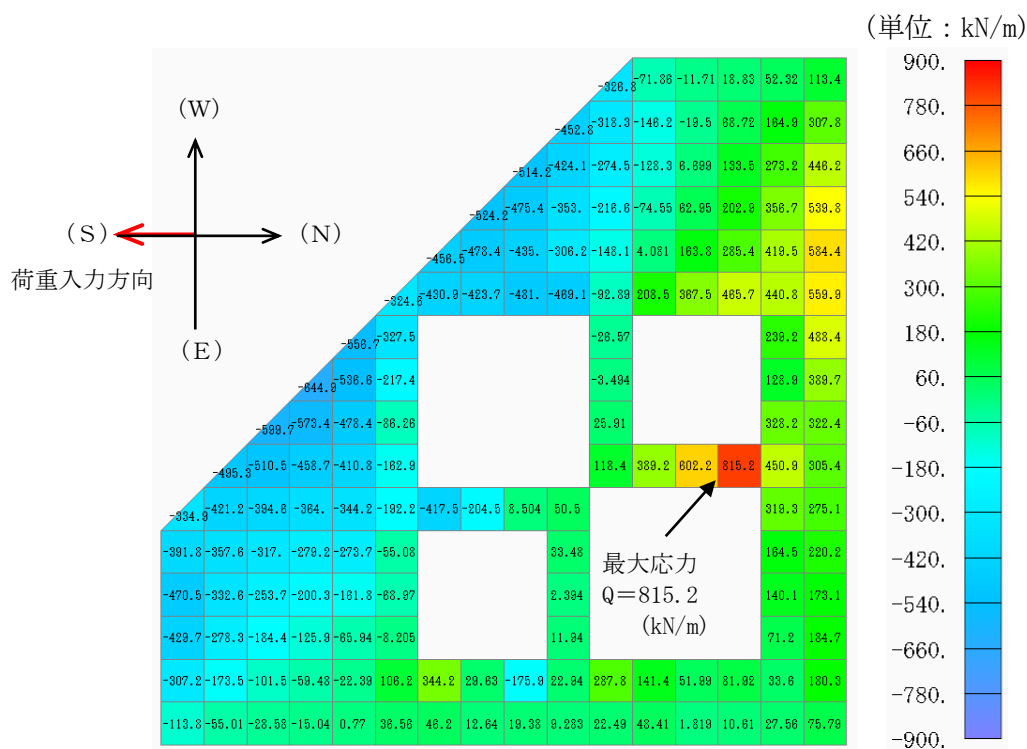 (単位：kN/m)
900.
780.
660.
540.
420.
300.
180.
60.
-60.
-180.
-300.
-420.
-540.
-660.
-780.
-900.
(W)
(S)
(N)
(E)
荷重入力方向
-326.8 -71.86 -11.71 18.83 52.32 113.4
-452.8 -318.3 -146.2 -19.5 68.72 164.9 307.8
-514.2 -424.1 -274.5 -128.3 6.699 133.5 273.2 446.2
-524.2 -475.4 -353. -216.6 -74.55 62.95 202.9 356.7 539.8
-456.5 -478.4 -435. -306.2 -148.1 4.081 163.8 285.4 419.5 584.4
-324.6 -430.9 -423.7 -481. -469.1 -92.89 208.5 367.5 465.7 440.8 559.9
-556.7 -327.5 -26.57 239.2 488.4
-644.9 -536.6 -217.4 -3.494 128.9 389.7
-599.7 -573.4 -478.4 -86.26 25.91 328.2 322.4
-495.3 -510.5 -458.7 -410.8 -162.9 118.4 389.2 602.2 815.2 450.9 305.4
-334.9 -421.2 -394.6 -364. -344.2 -192.2 -417.5 -204.5 8.504 50.5 319.3 275.1
-391.8 -357.6 -317. -279.2 -273.7 -55.08 33.48 164.5 220.2
-470.5 -332.6 -253.7 -200.3 -161.8 -68.97 2.394 140.1 173.1
-429.7 -278.3 -184.4 -125.9 -65.94 -8.205 11.94 71.2 184.7
-307.2 -173.5 -101.5 -59.48 -22.39 106.2 344.2 29.63 -175.9 22.94 287.8 141.4 51.99 81.92 33.6 180.3
-113.8 -55.01 -28.58 -15.04 0.77 36.56 46.2 12.64 19.38 9.283 22.49 48.41 1.819 10.61 27.56 75.79
最大応力
Q＝815.2
(kN/m)